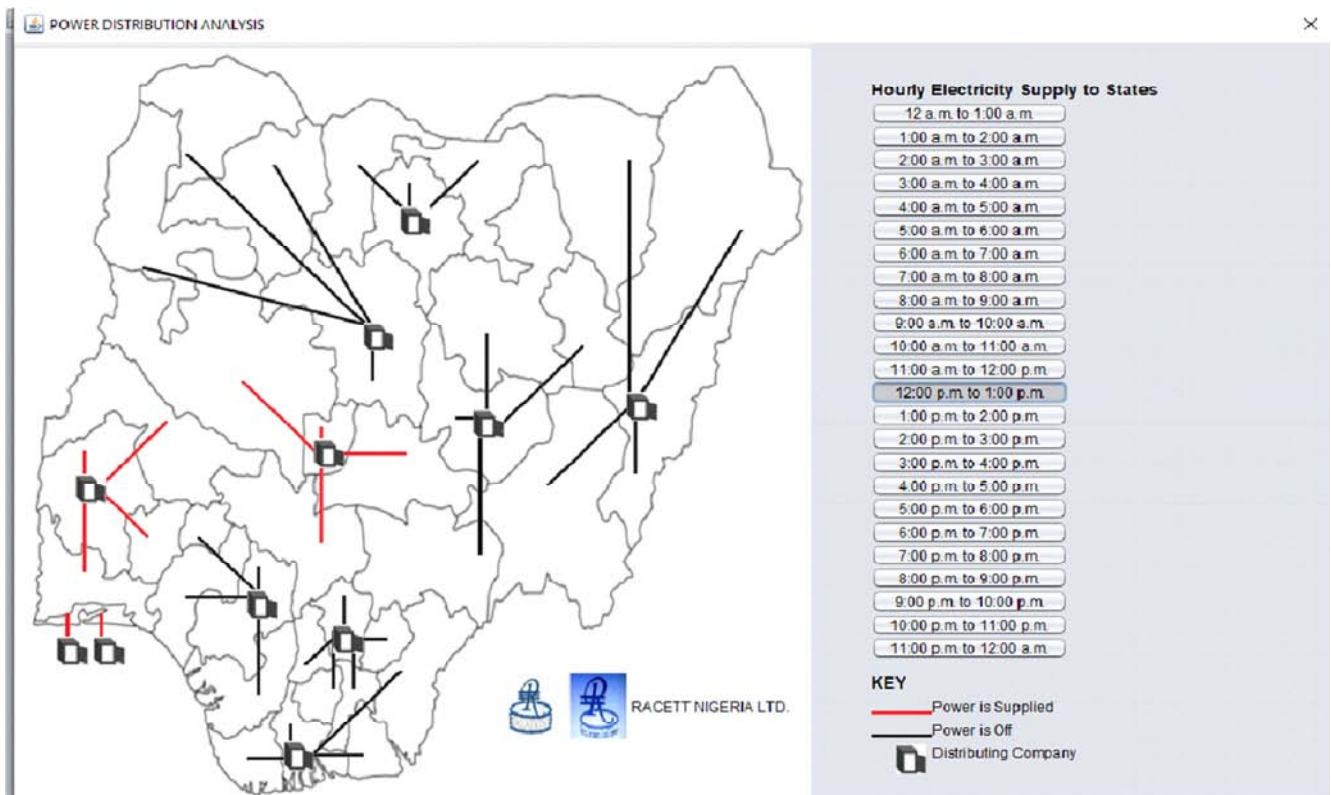 POWER DISTRIBUTION ANALYSIS
Hourly Electricity Supply to States
12 a.m. to 1:00 a.m.
1:00 a.m. to 2:00 a.m.
2:00 a.m. to 3:00 a.m.
3:00 a.m. to 4:00 a.m.
4:00 a.m. to 5:00 a.m.
5:00 a.m. to 6:00 a.m.
6:00 a.m. to 7:00 a.m.
7:00 a.m. to 8:00 a.m.
8:00 a.m. to 9:00 a.m.
9:00 a.m. to 10:00 a.m.
10:00 a.m. to 11:00 a.m.
11:00 a.m. to 12:00 p.m.
12:00 p.m. to 1:00 p.m.
1:00 p.m. to 2:00 p.m.
2:00 p.m. to 3:00 p.m.
3:00 p.m. to 4:00 p.m.
4:00 p.m. to 5:00 p.m.
5:00 p.m. to 6:00 p.m.
6:00 p.m. to 7:00 p.m.
7:00 p.m. to 8:00 p.m.
8:00 p.m. to 9:00 p.m.
9:00 p.m. to 10:00 p.m.
10:00 p.m. to 11:00 p.m.
11:00 p.m. to 12:00 a.m.
KEY
Power is Supplied
Power is Off
Distributing Company
RACETT NIGERIA LTD.